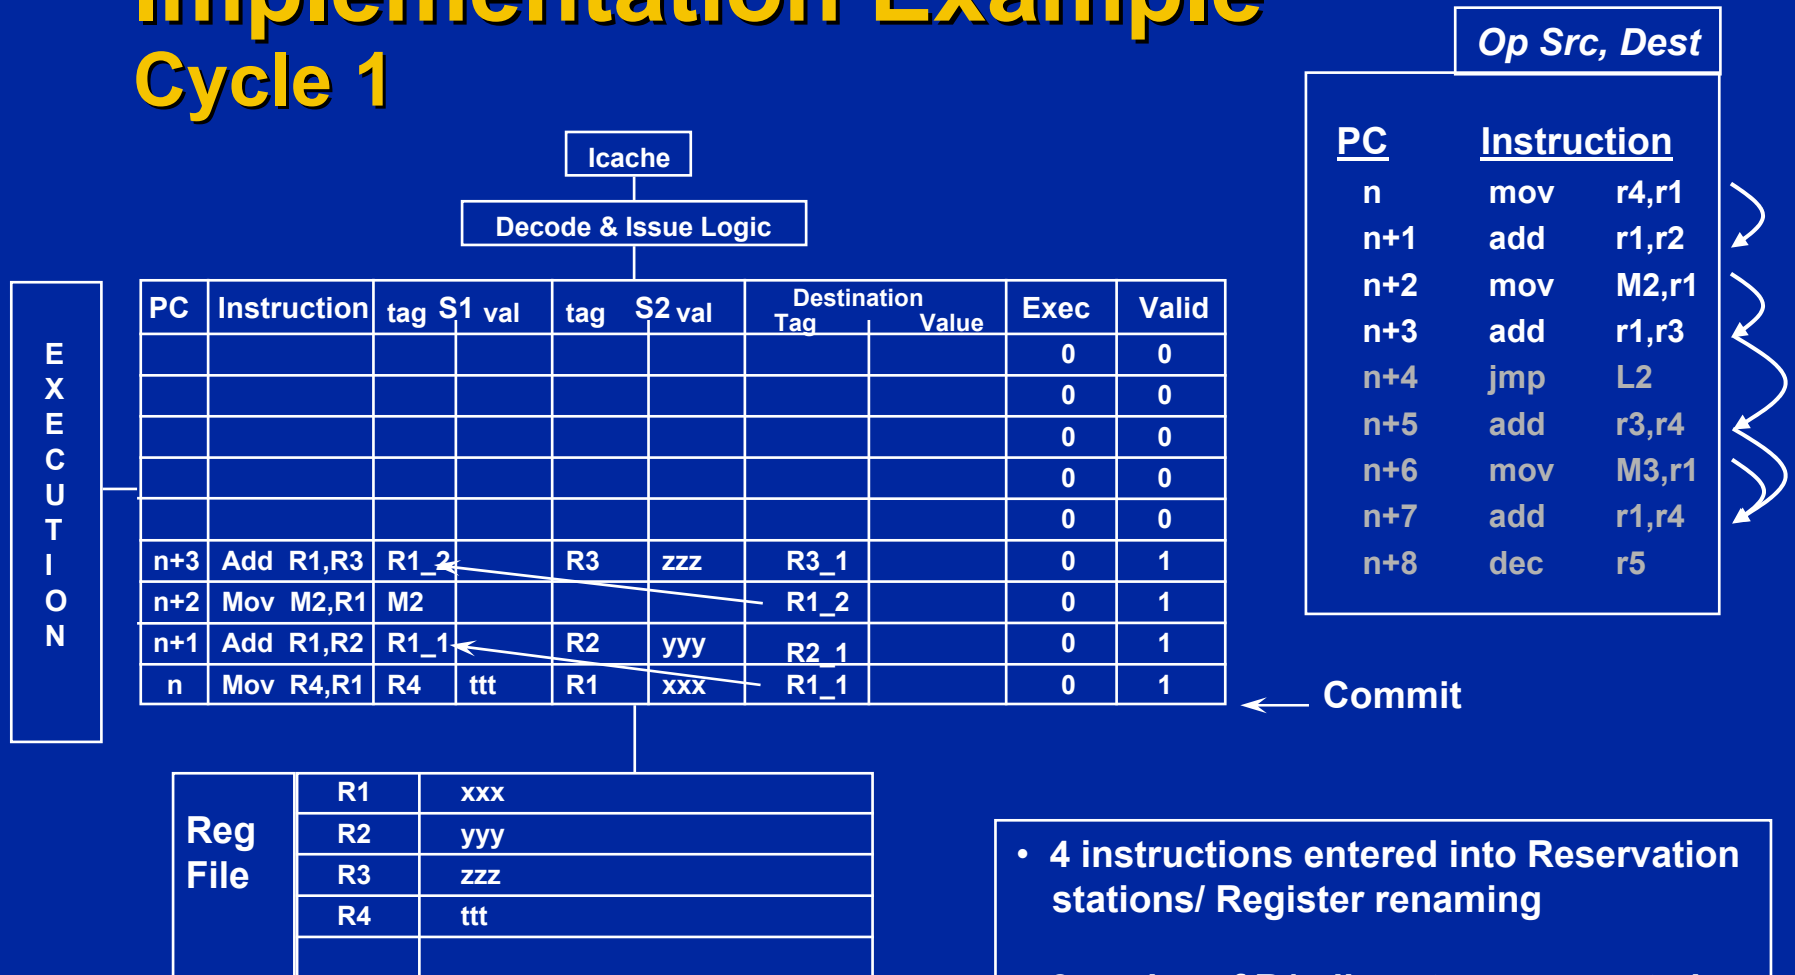 Implementation Example
Cycle 1
Op Src, Dest
PC Instruction
n mov r4,r1
n+1 add r1,r2
n+2 mov M2,r1
n+3 add r1,r3
n+4 jmp L2
n+5 add r3,r4
n+6 mov M3,r1
n+7 add r1,r4
n+8 dec r5
Icache
Decode & Issue Logic
EXECUTION
PC Instruction tag S1 val tag S2 val Destination Tag Value Exec Valid
0 0
0 0
0 0
0 0
0 0
n+3 Add R1,R3 R1_2 R3 zzz R3_1 0 1
n+2 Mov M2,R1 M2 R1_2 0 1
n+1 Add R1,R2 R1_1 R2 yyy R2_1 0 1
n Mov R4,R1 R4 ttt R1 xxx R1_1 0 1
Commit
Reg File
R1 xxx
R2 yyy
R3 zzz
R4 ttt
• 4 instructions entered into Reservation
stations/ Register renaming